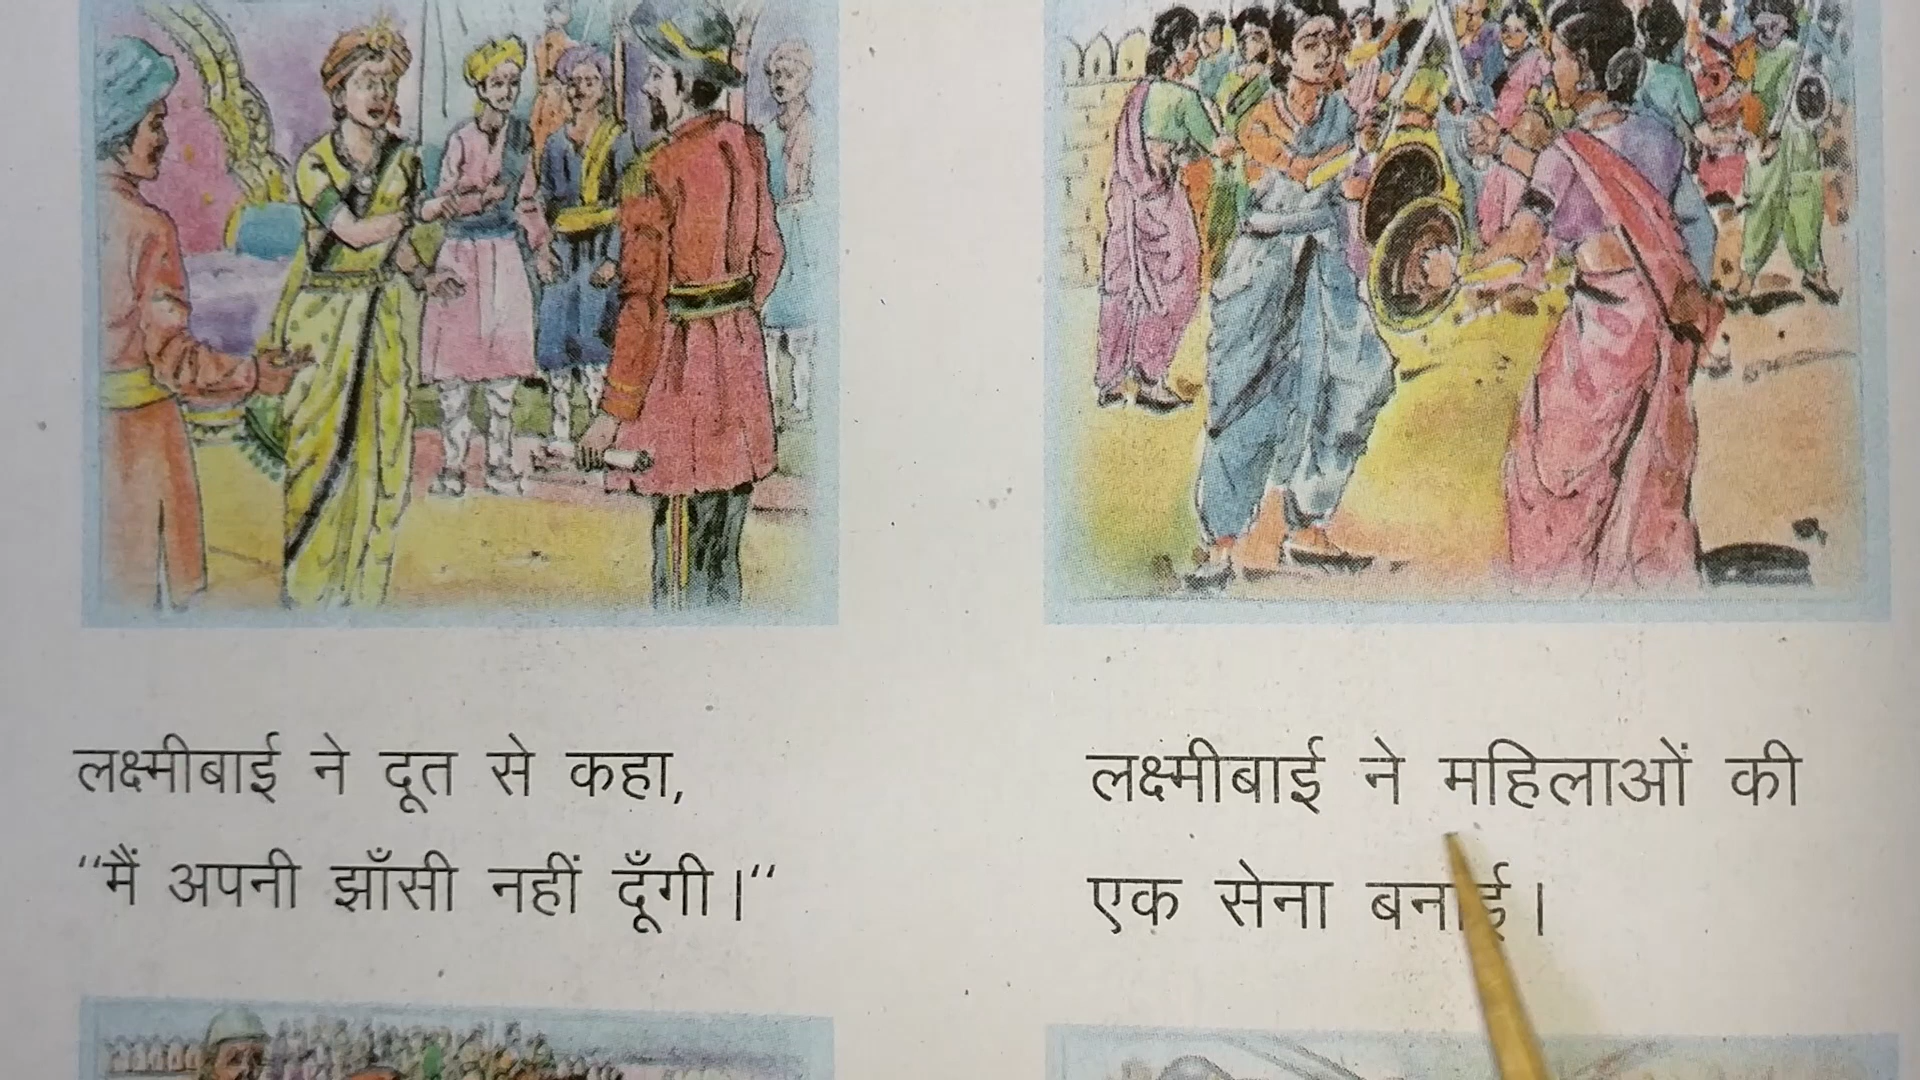 लक्ष्मीबाई ने दूत से कहा,
“मैं अपनी झाँसी नहीं दूँगी।“
लक्ष्मीबाई ने महिलाओं की
एक सेना बनाई।